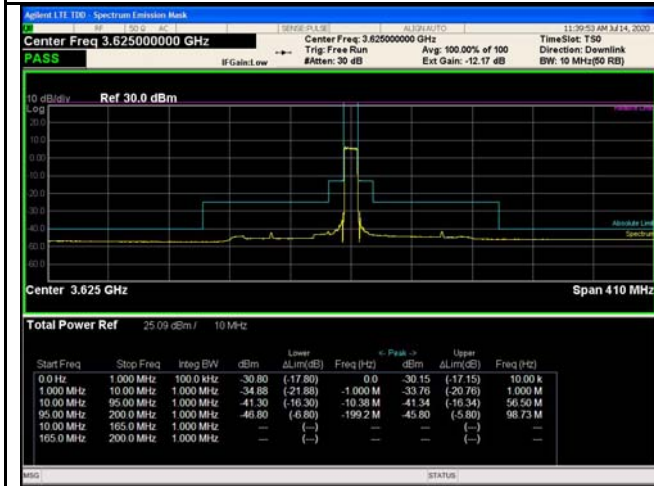 Agilent LTE TDD - Spectrum Emission Mask
RF 50 Ω AC SENSE:PULSE ALIGN AUTO 11:39:53 AM Jul 14, 2020
Center Freq 3.625000000 GHz Center Freq: 3.625000000 GHz TimeSlot: TS0
Trig: Free Run Avg: 100.00% of 100 Direction: Downlink
PASS IFGain:Low #Atten: 30 dB Ext Gain: -12.17 dB BW: 10 MHz(50 RB)
10 dB/div Ref 30.0 dBm
Log
20.0
10.0
0.00
Absolute Limit
Spectrum
Center 3.625 GHz Span 410 MHz
Total Power Ref 25.09 dBm / 10 MHz
Lower <- Peak -> Upper
Start Freq Stop Freq Integ BW dBm ΔLim(dB) Freq (Hz) dBm ΔLim(dB) Freq (Hz)
0.0 Hz 1.000 MHz 100.0 kHz -30.80 (-17.80) 0.0 -30.15 (-17.15) 10.00 k
1.000 MHz 10.00 MHz 1.000 MHz -34.88 (-21.88) -1.000 M -33.76 (-20.76) 1.000 M
10.00 MHz 95.00 MHz 1.000 MHz -41.30 (-16.30) -10.38 M -41.34 (-16.34) 56.50 M
95.00 MHz 200.0 MHz 1.000 MHz -46.80 (-6.80) -199.2 M -45.80 (-5.80) 98.73 M
10.00 MHz 165.0 MHz 1.000 MHz --- (---) --- (---)
165.0 MHz 200.0 MHz 1.000 MHz --- (---) --- (---)
MSG STATUS